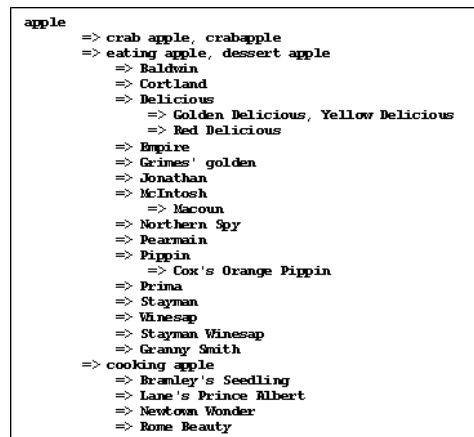 apple
=> crab apple, crabapple
=> eating apple, dessert apple
=> Baldwin
=> Cortland
=> Delicious
=> Golden Delicious, Yellow Delicious
=> Red Delicious
=> Empire
=> Grimes' golden
=> Jonathan
=> McIntosh
=> Macoun
=> Northern Spy
=> Pearmain
=> Pippin
=> Cox's Orange Pippin
=> Prima
=> Stayman
=> Winesap
=> Stayman Winesap
=> Granny Smith
=> cooking apple
=> Bramley's Seedling
=> Lane's Prince Albert
=> Newtown Wonder
=> Rome Beauty